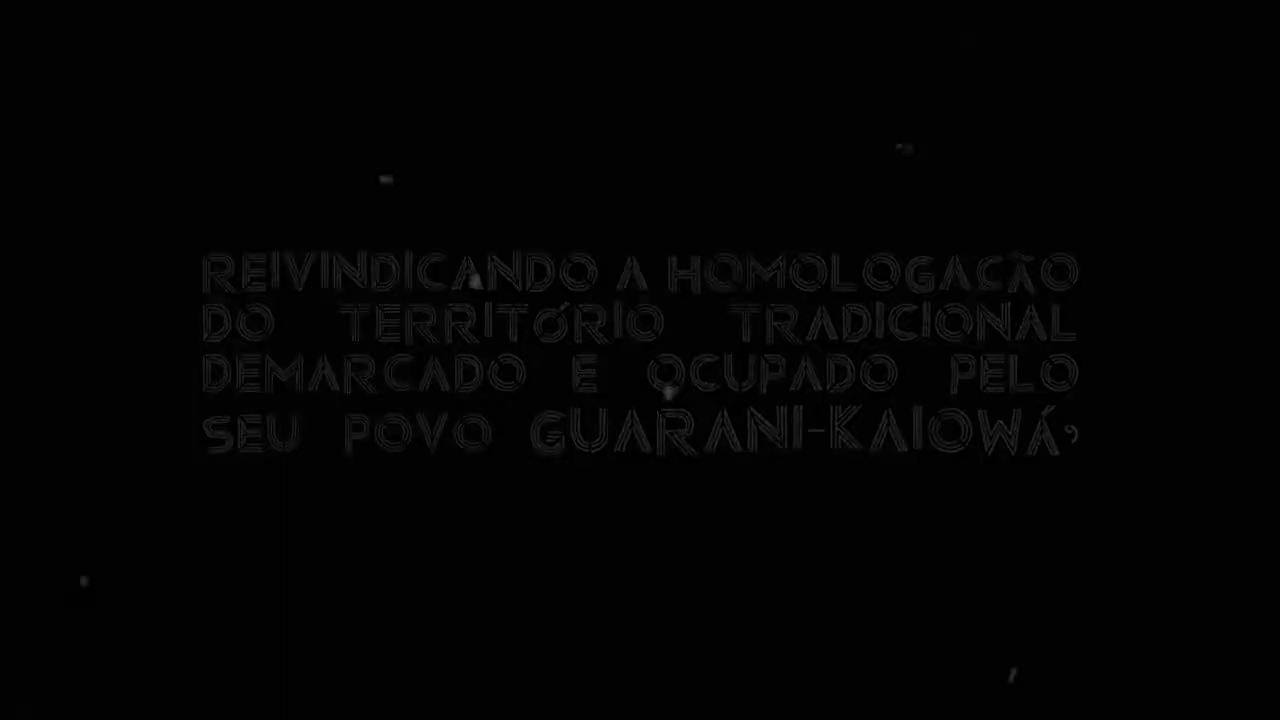 REIVINDICANDO A HOMOLOGAÇÃO
DO TERRITÓRIO TRADICIONAL
DEMARCADO E OCUPADO PELO
SEU POVO GUARANI-KAIOWÁ,